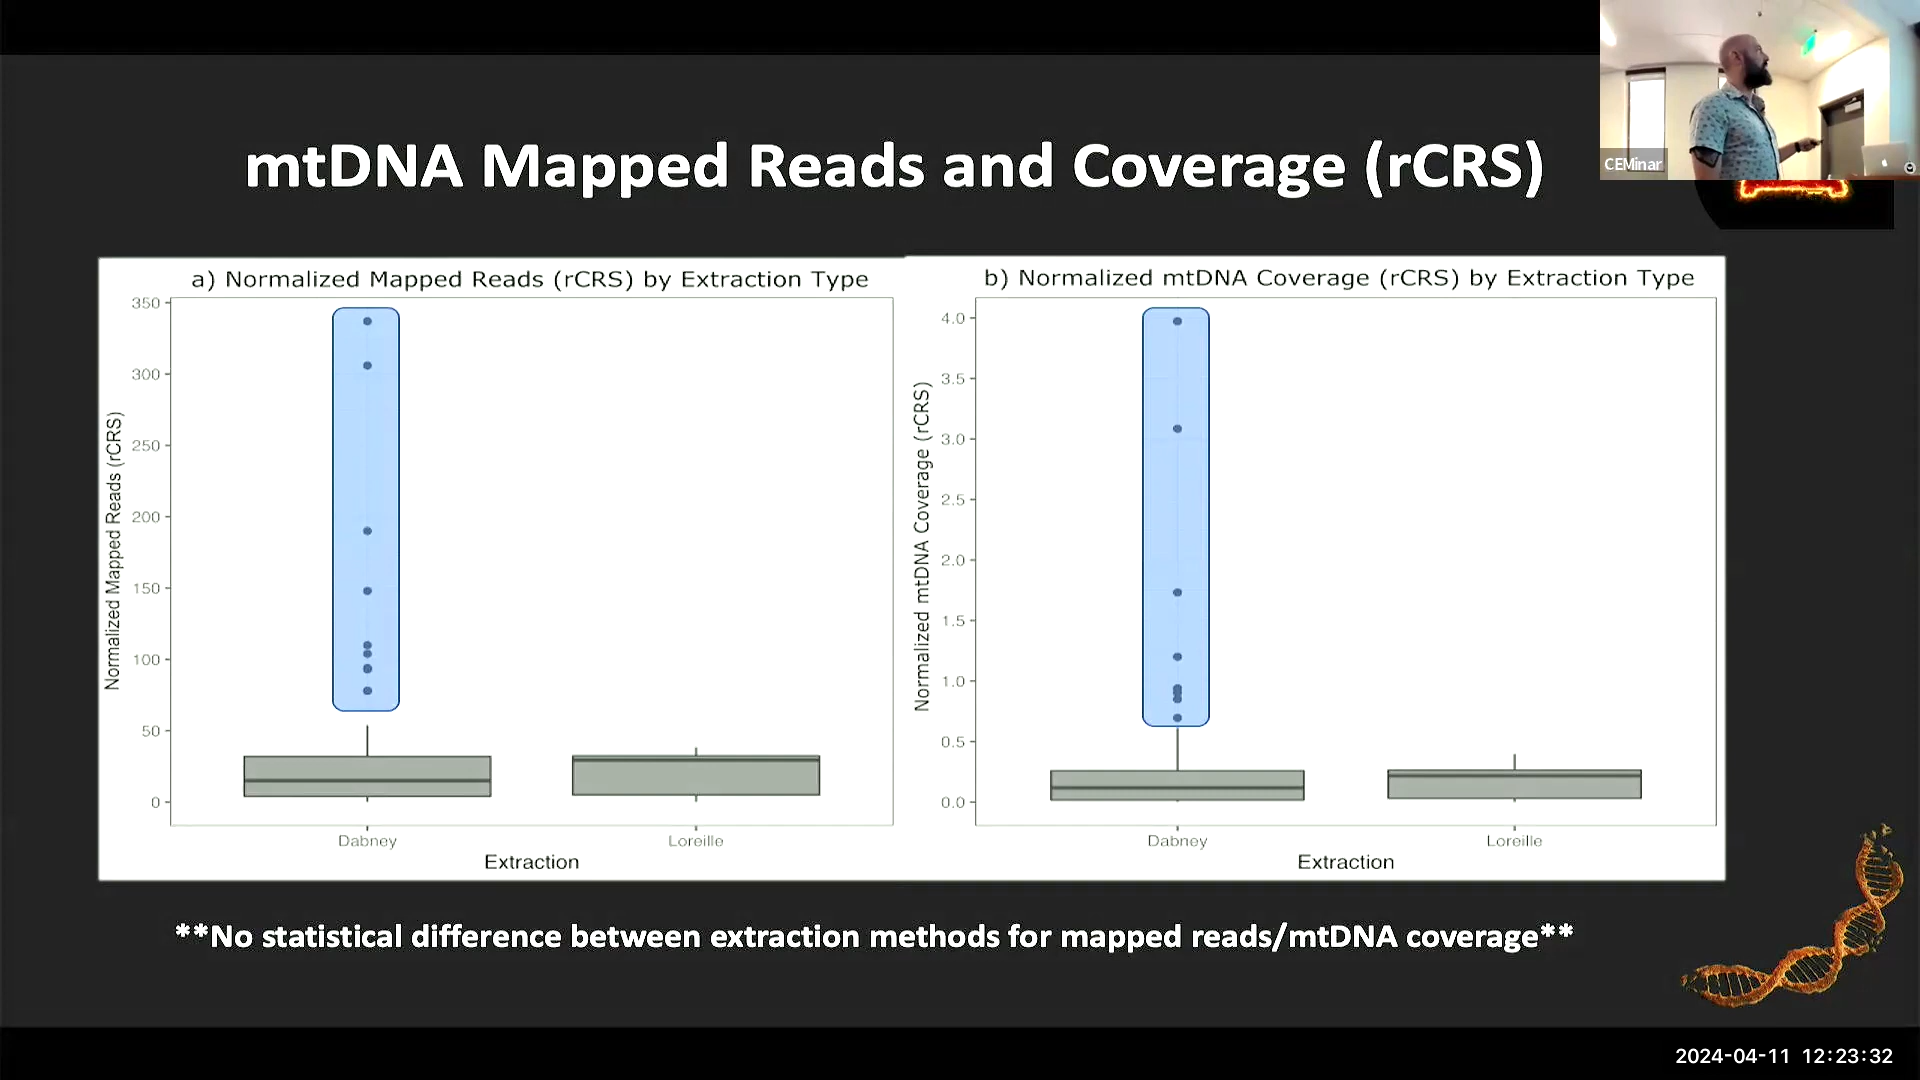 CEMinar
mtDNA Mapped Reads and Coverage (rCRS)
a) Normalized Mapped Reads (rCRS) by Extraction Type
Normalized Mapped Reads (rCRS)
350
300
250
200
150
100
50
0
Dabney
Loreille
Extraction
b) Normalized mtDNA Coverage (rCRS) by Extraction Type
Normalized mtDNA Coverage (rCRS)
4.0
3.5
3.0
2.5
2.0
1.5
1.0
0.5
0.0
Dabney
Loreille
Extraction
**No statistical difference between extraction methods for mapped reads/mtDNA coverage**
2024-04-11 12:23:32